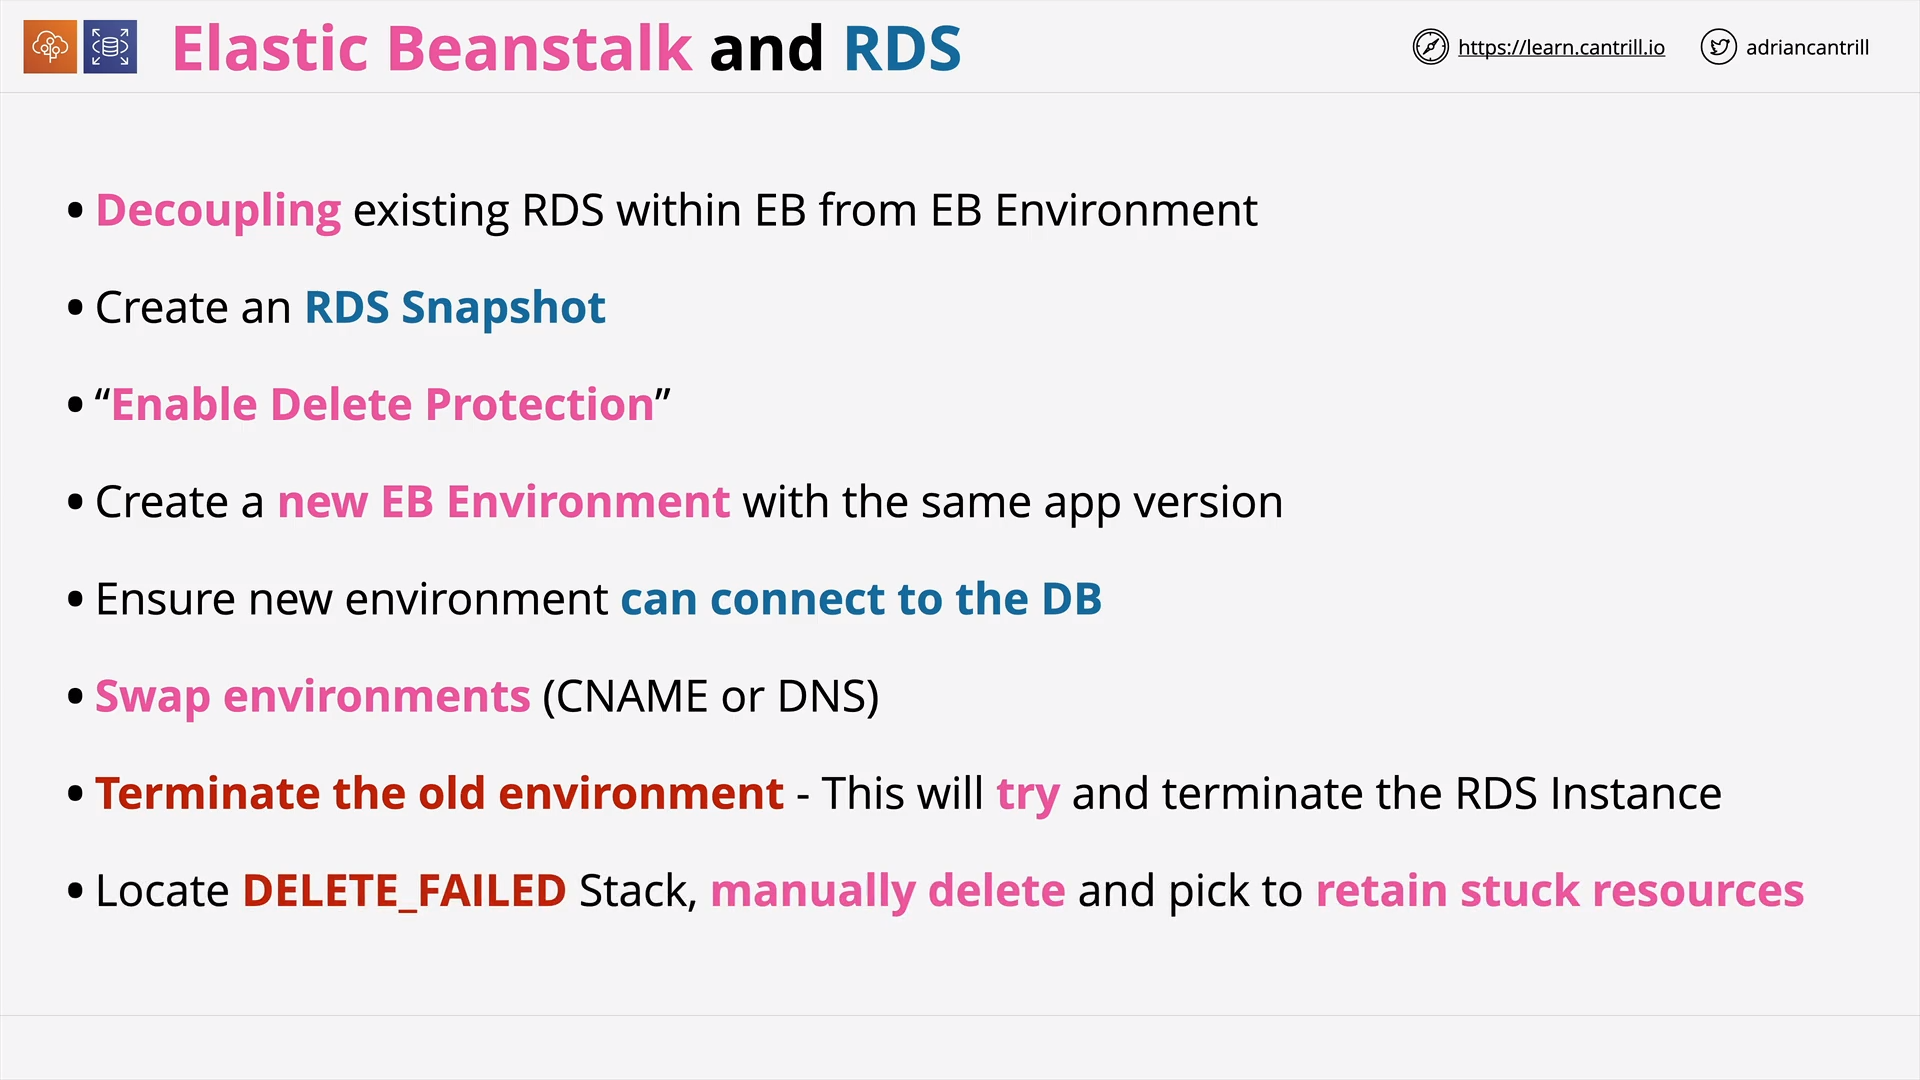 Elastic Beanstalk and RDS
https://learn.cantrill.io
adriancantrill
• Decoupling existing RDS within EB from EB Environment
• Create an RDS Snapshot
• “Enable Delete Protection”
• Create a new EB Environment with the same app version
• Ensure new environment can connect to the DB
• Swap environments (CNAME or DNS)
• Terminate the old environment - This will try and terminate the RDS Instance
• Locate DELETE_FAILED Stack, manually delete and pick to retain stuck resources